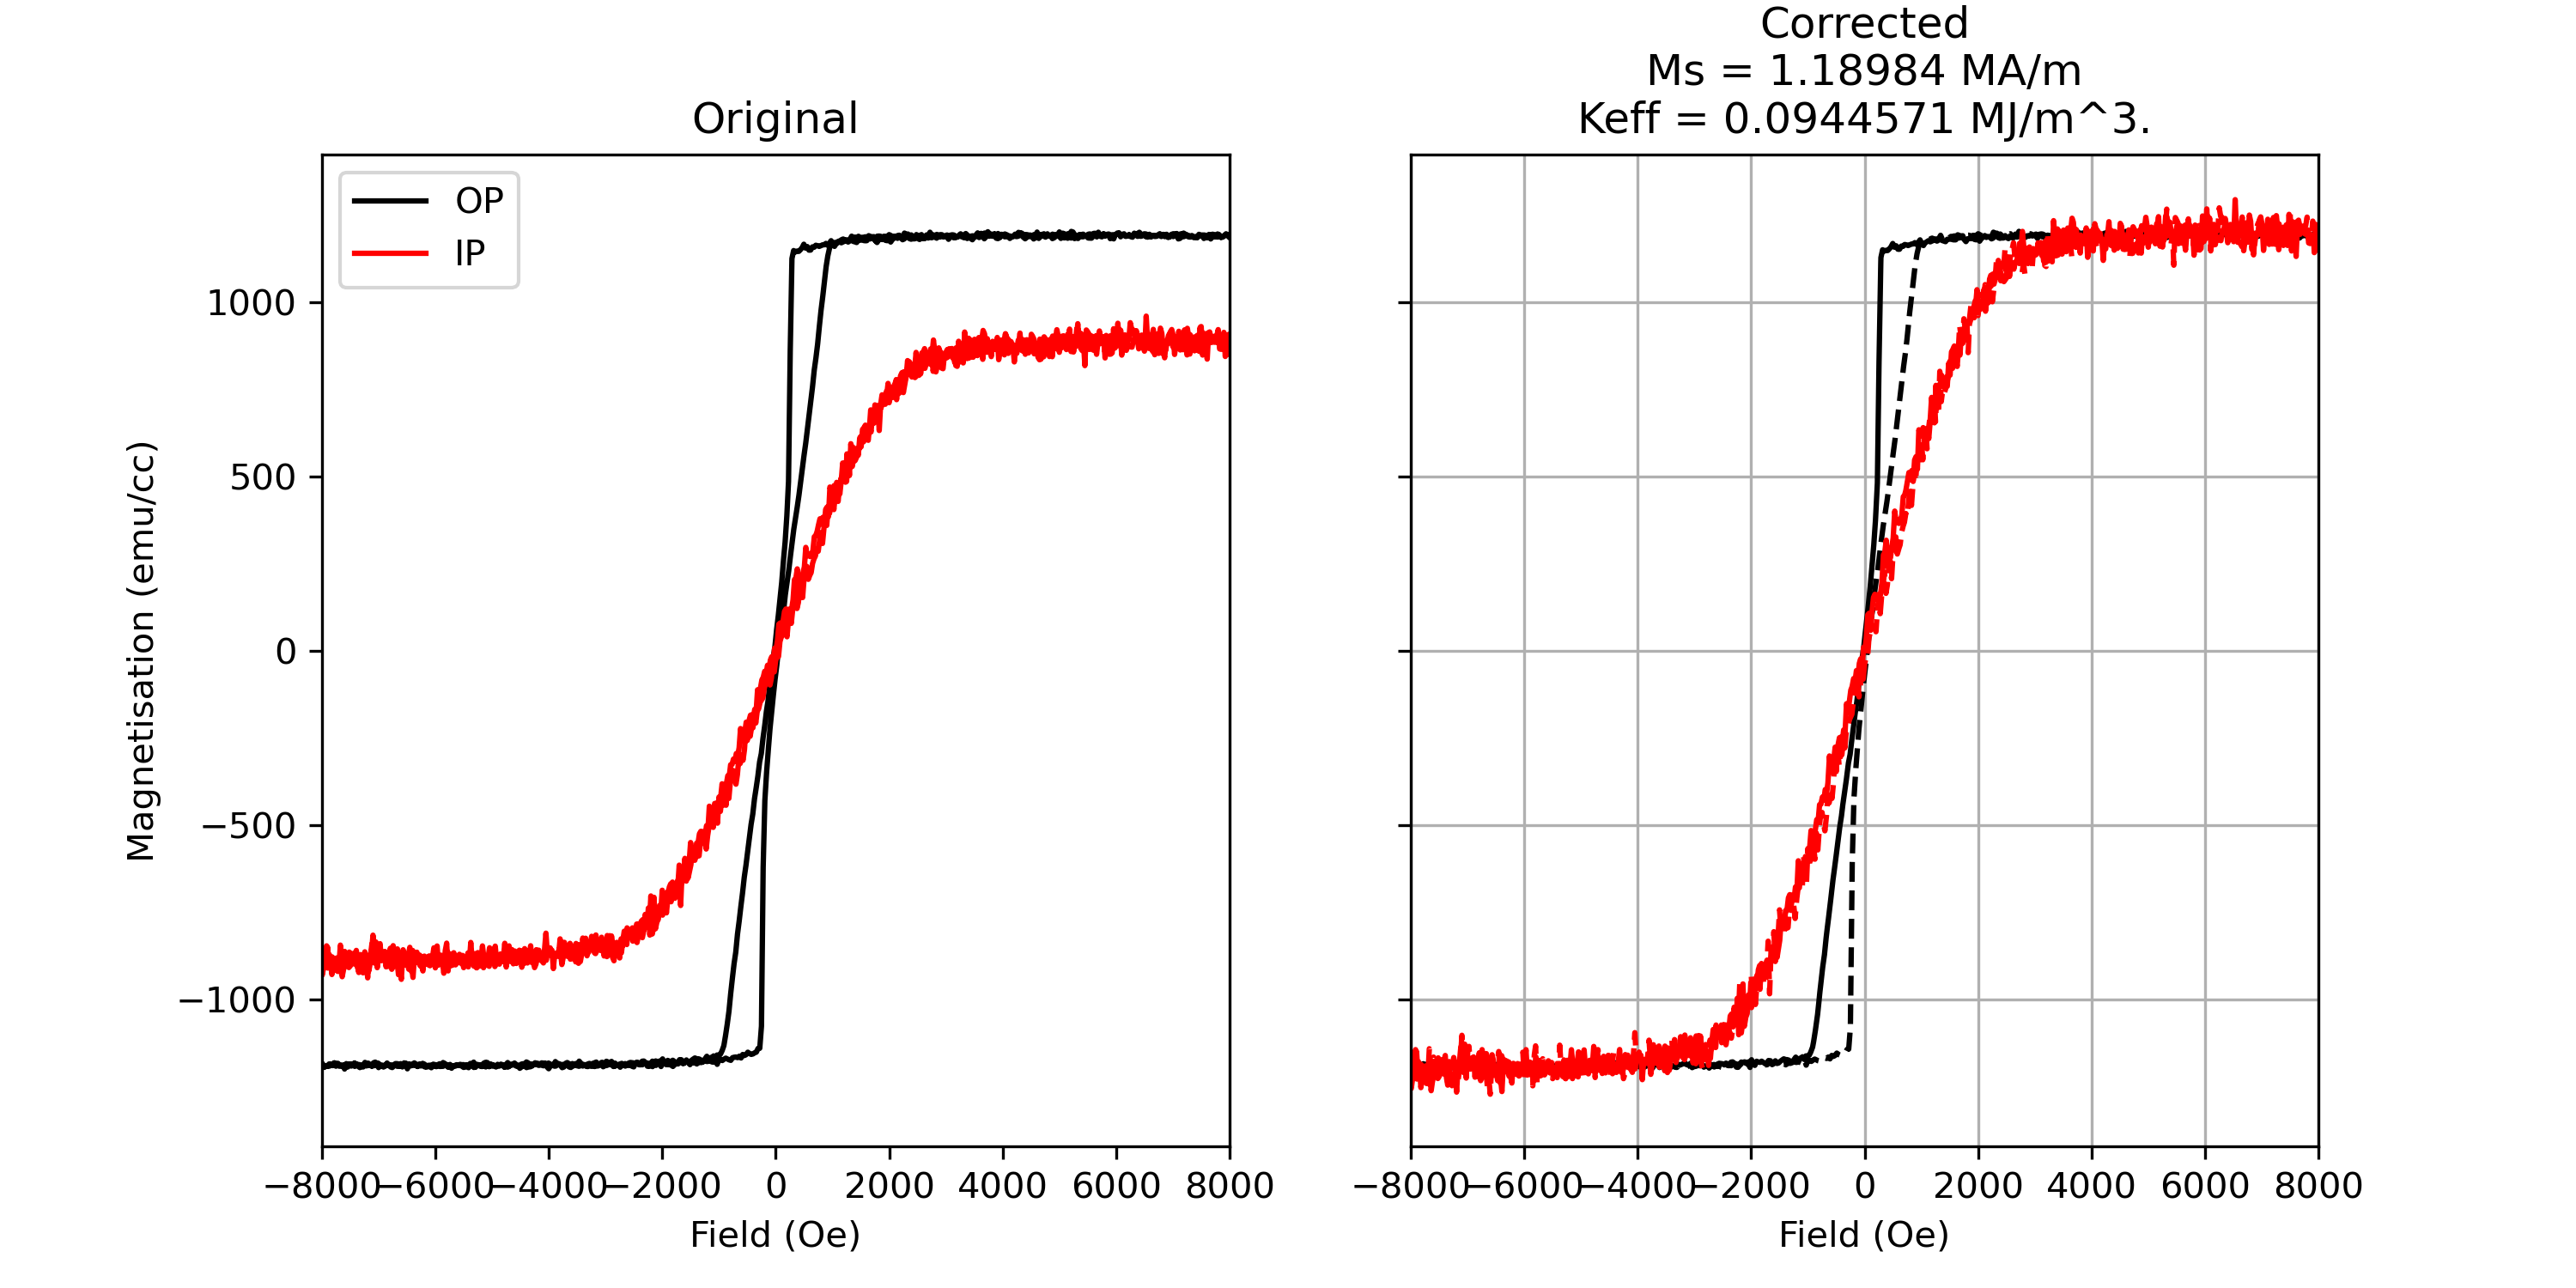 Original
OP
IP
1000
500
0
−500
−1000
Magnetisation (emu/cc)
−8000 −6000 −4000 −2000 0 2000 4000 6000 8000
Field (Oe)
Corrected
Ms = 1.18984 MA/m
Keff = 0.0944571 MJ/m^3.
−8000 −6000 −4000 −2000 0 2000 4000 6000 8000
Field (Oe)